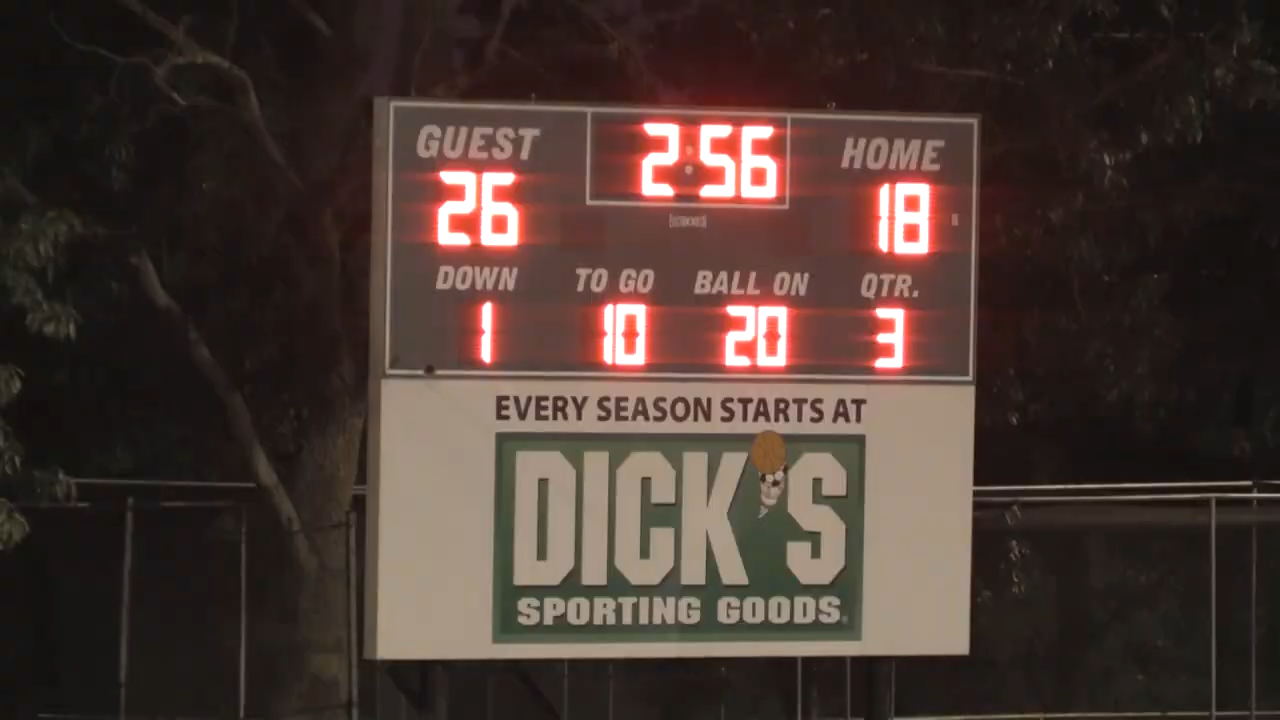 GUEST 2:56 HOME
26 18
DOWN TO GO BALL ON QTR.
1 10 20 3
EVERY SEASON STARTS AT
DICK'S
SPORTING GOODS